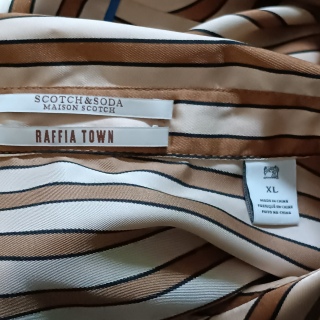 SCOTCH & SODA
MAISON SCOTCH
RAFFIA TOWN
XL